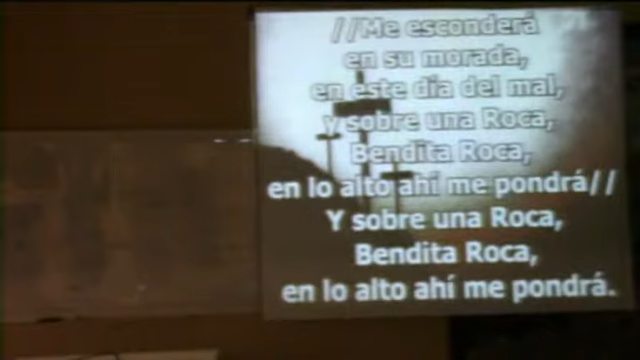 //Me esconderá
en su morada,
en este día del mal,
y sobre una Roca,
Bendita Roca,
en lo alto ahí me pondrá//
Y sobre una Roca,
Bendita Roca,
en lo alto ahí me pondrá.